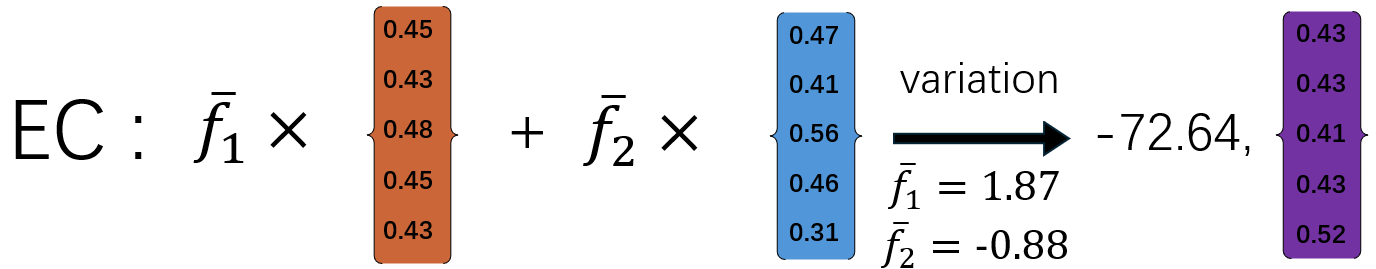 EC : f̄₁ × 0.45 0.43 0.48 0.45 0.43 + f̄₂ × 0.47 0.41 0.56 0.46 0.31 variation f̄₁ = 1.87 f̄₂ = -0.88 -72.64, 0.43 0.43 0.41 0.43 0.52